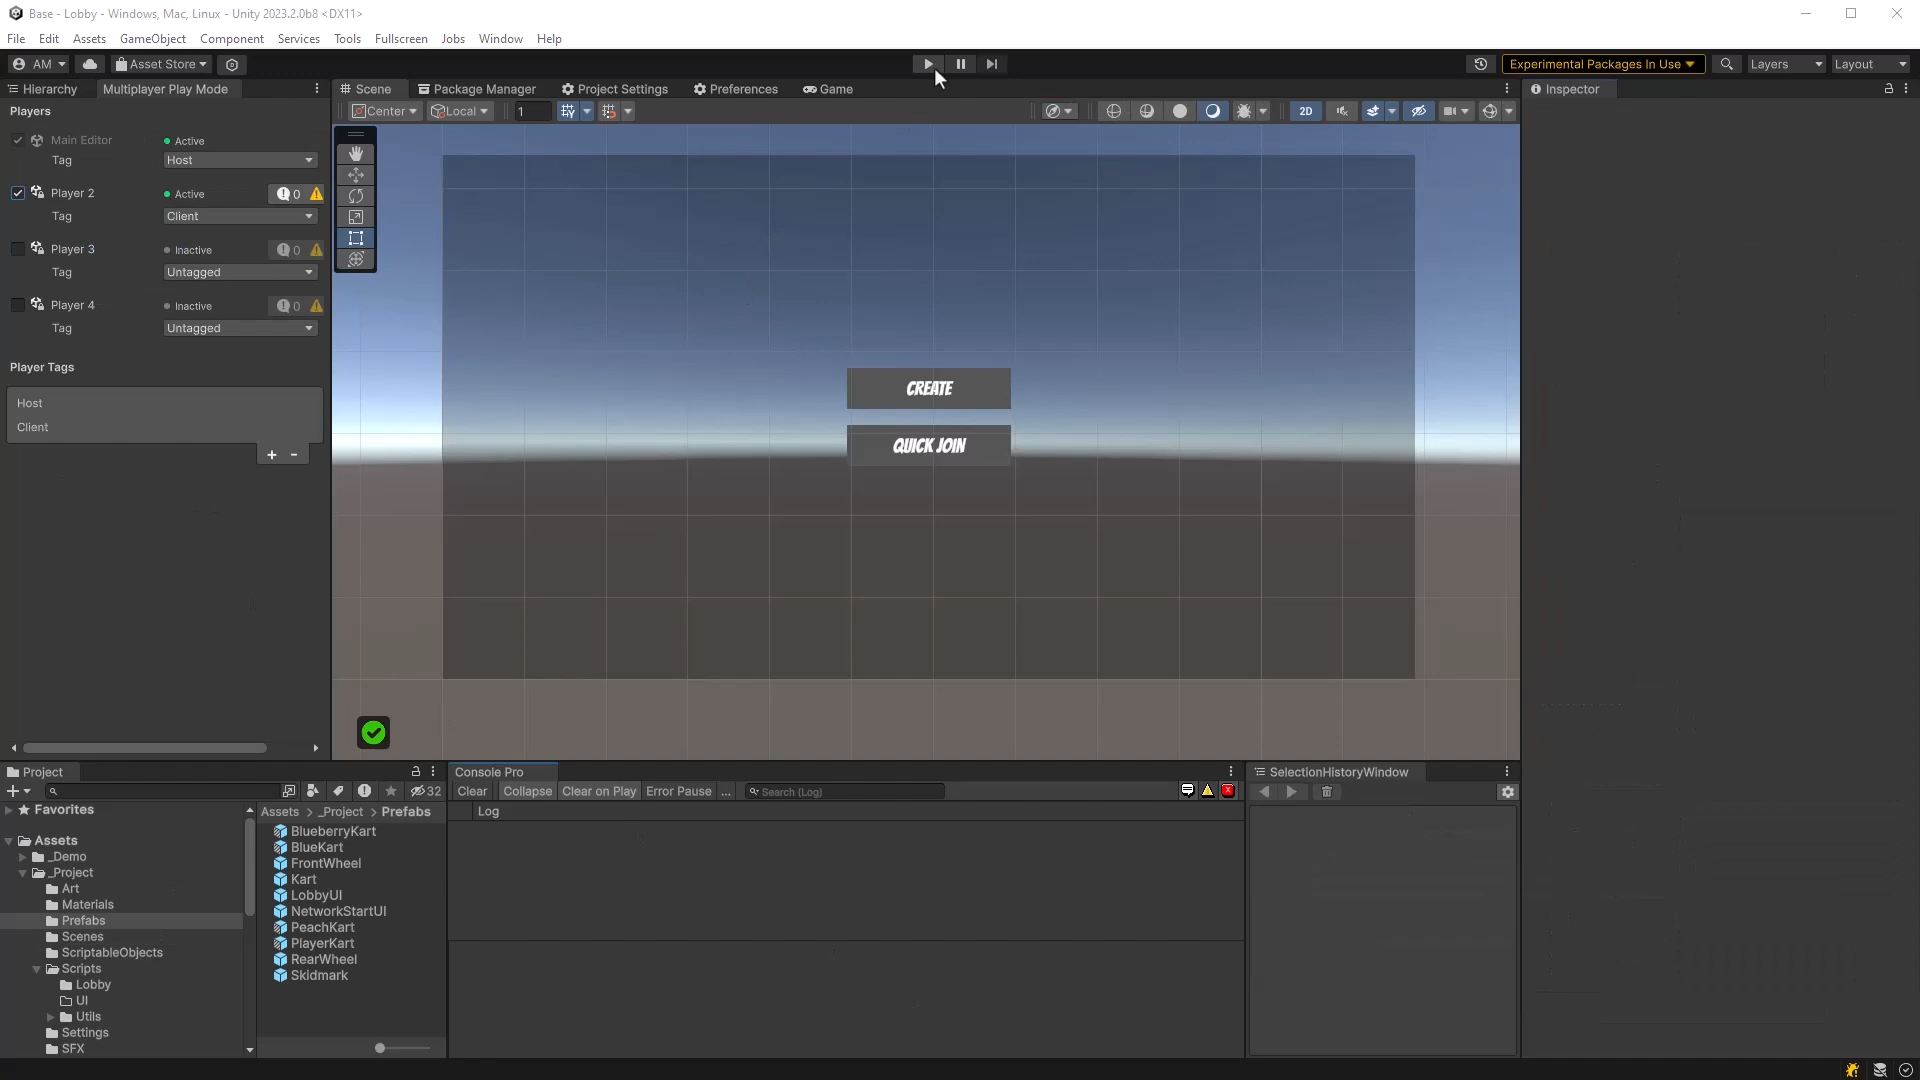 Base - Lobby - Windows, Mac, Linux - Unity 2023.2.0b8 <DX11>
File Edit Assets GameObject Component Services Tools Fullscreen Jobs Window Help
AM Asset Store Experimental Packages In Use Layers Layout
Hierarchy Multiplayer Play Mode Scene Package Manager Project Settings Preferences Game Inspector
Center Local 1 2D
Players
Main Editor Active
Tag Host
Player 2 Active 0
Tag Client
Player 3 Inactive 0
Tag Untagged
Player 4 Inactive 0
Tag Untagged
Player Tags
Host
Client
+ -
CREATE
QUICK JOIN
Project
32
Favorites
Assets
_Demo
_Project
Art
Materials
Prefabs
Scenes
ScriptableObjects
Scripts
Lobby
UI
Utils
Settings
SFX
Assets > _Project > Prefabs
BlueberryKart
BlueKart
FrontWheel
Kart
LobbyUI
NetworkStartUI
PeachKart
PlayerKart
RearWheel
Skidmark
Console Pro
Clear Collapse Clear on Play Error Pause ... Search (Log)
Log
SelectionHistoryWindow